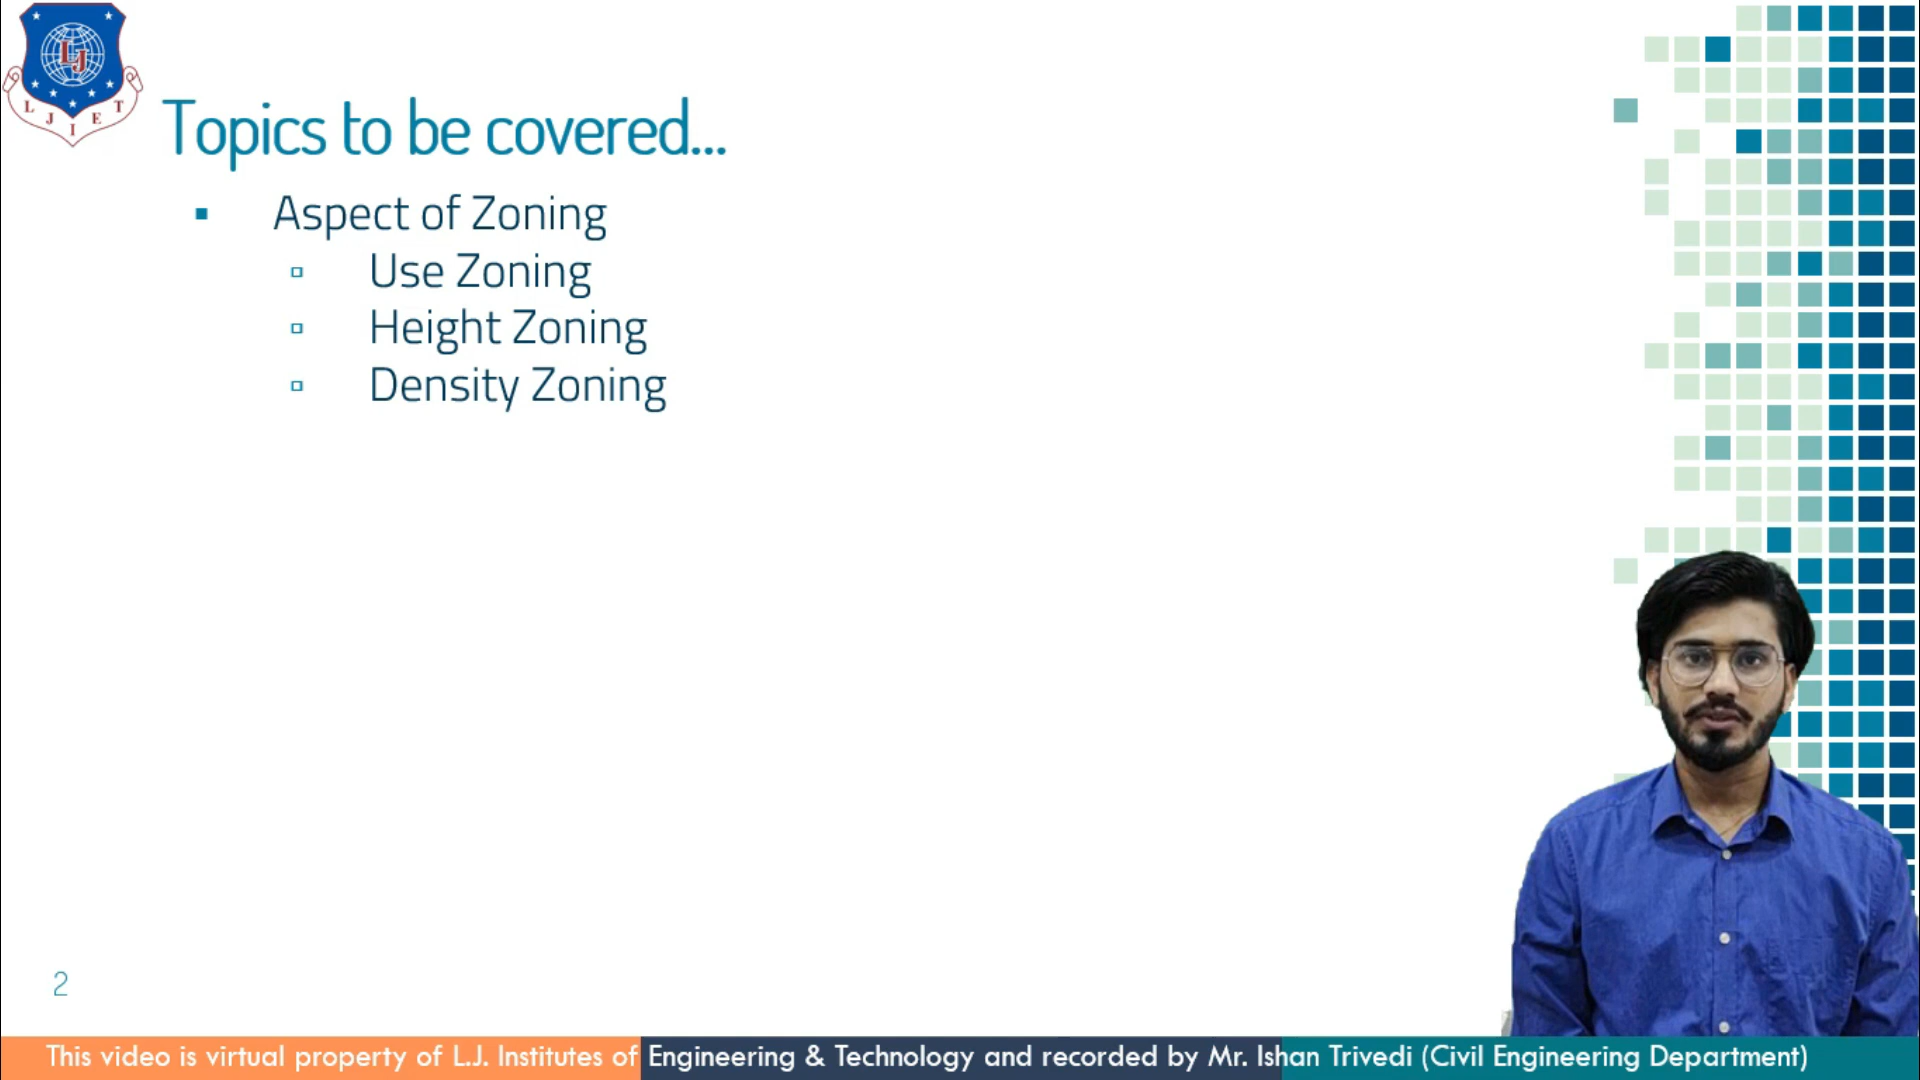 LJ
L J I E T
Topics to be covered...
Aspect of Zoning
Use Zoning
Height Zoning
Density Zoning
2
This video is virtual property of L.J. Institutes of Engineering & Technology and recorded by Mr. Ishan Trivedi (Civil Engineering Department)